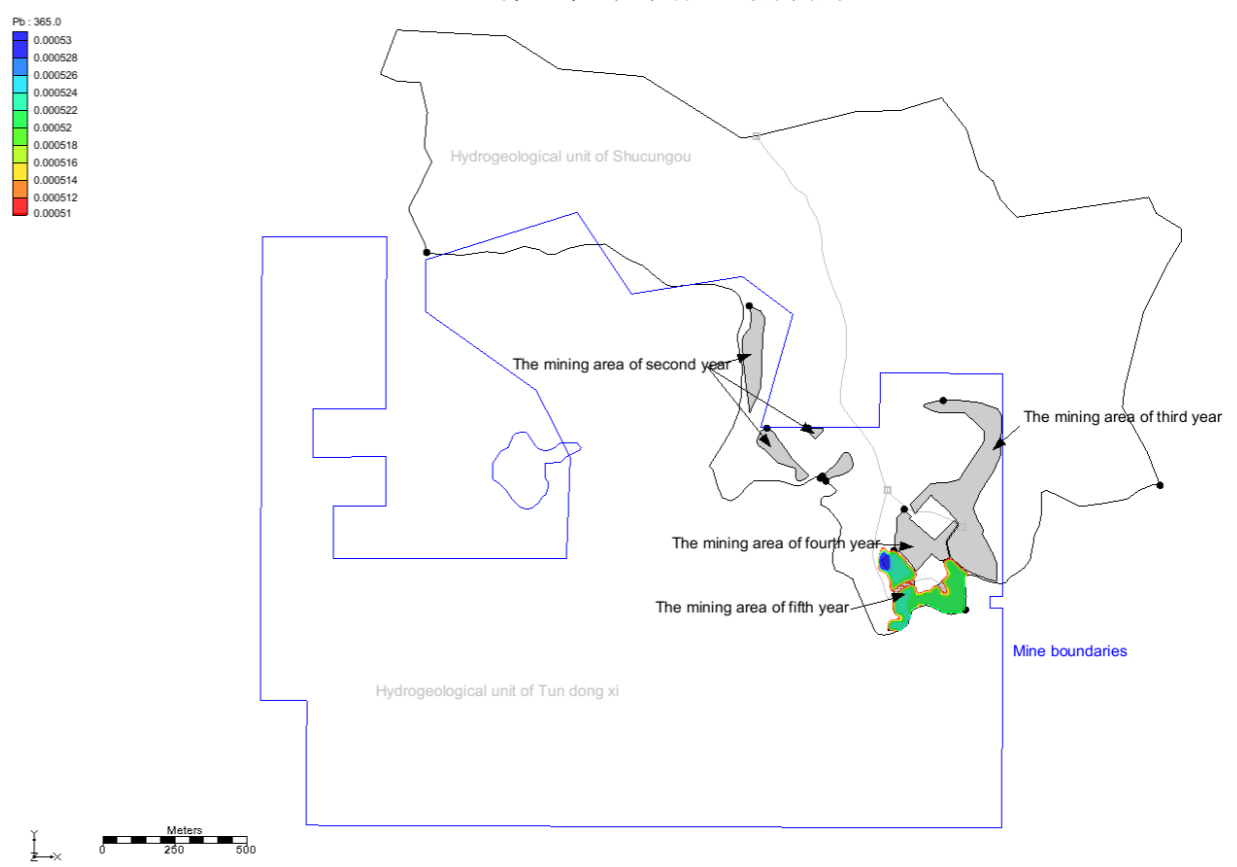 Pb : 365.0
0.00053
0.000528
0.000526
0.000524
0.000522
0.00052
0.000518
0.000516
0.000514
0.000512
0.00051
Hydrogeological unit of Shucungou
The mining area of second year
The mining area of third year
The mining area of fourth year
The mining area of fifth year
Mine boundaries
Hydrogeological unit of Tun dong xi
Y
Z X
Meters
0 250 500